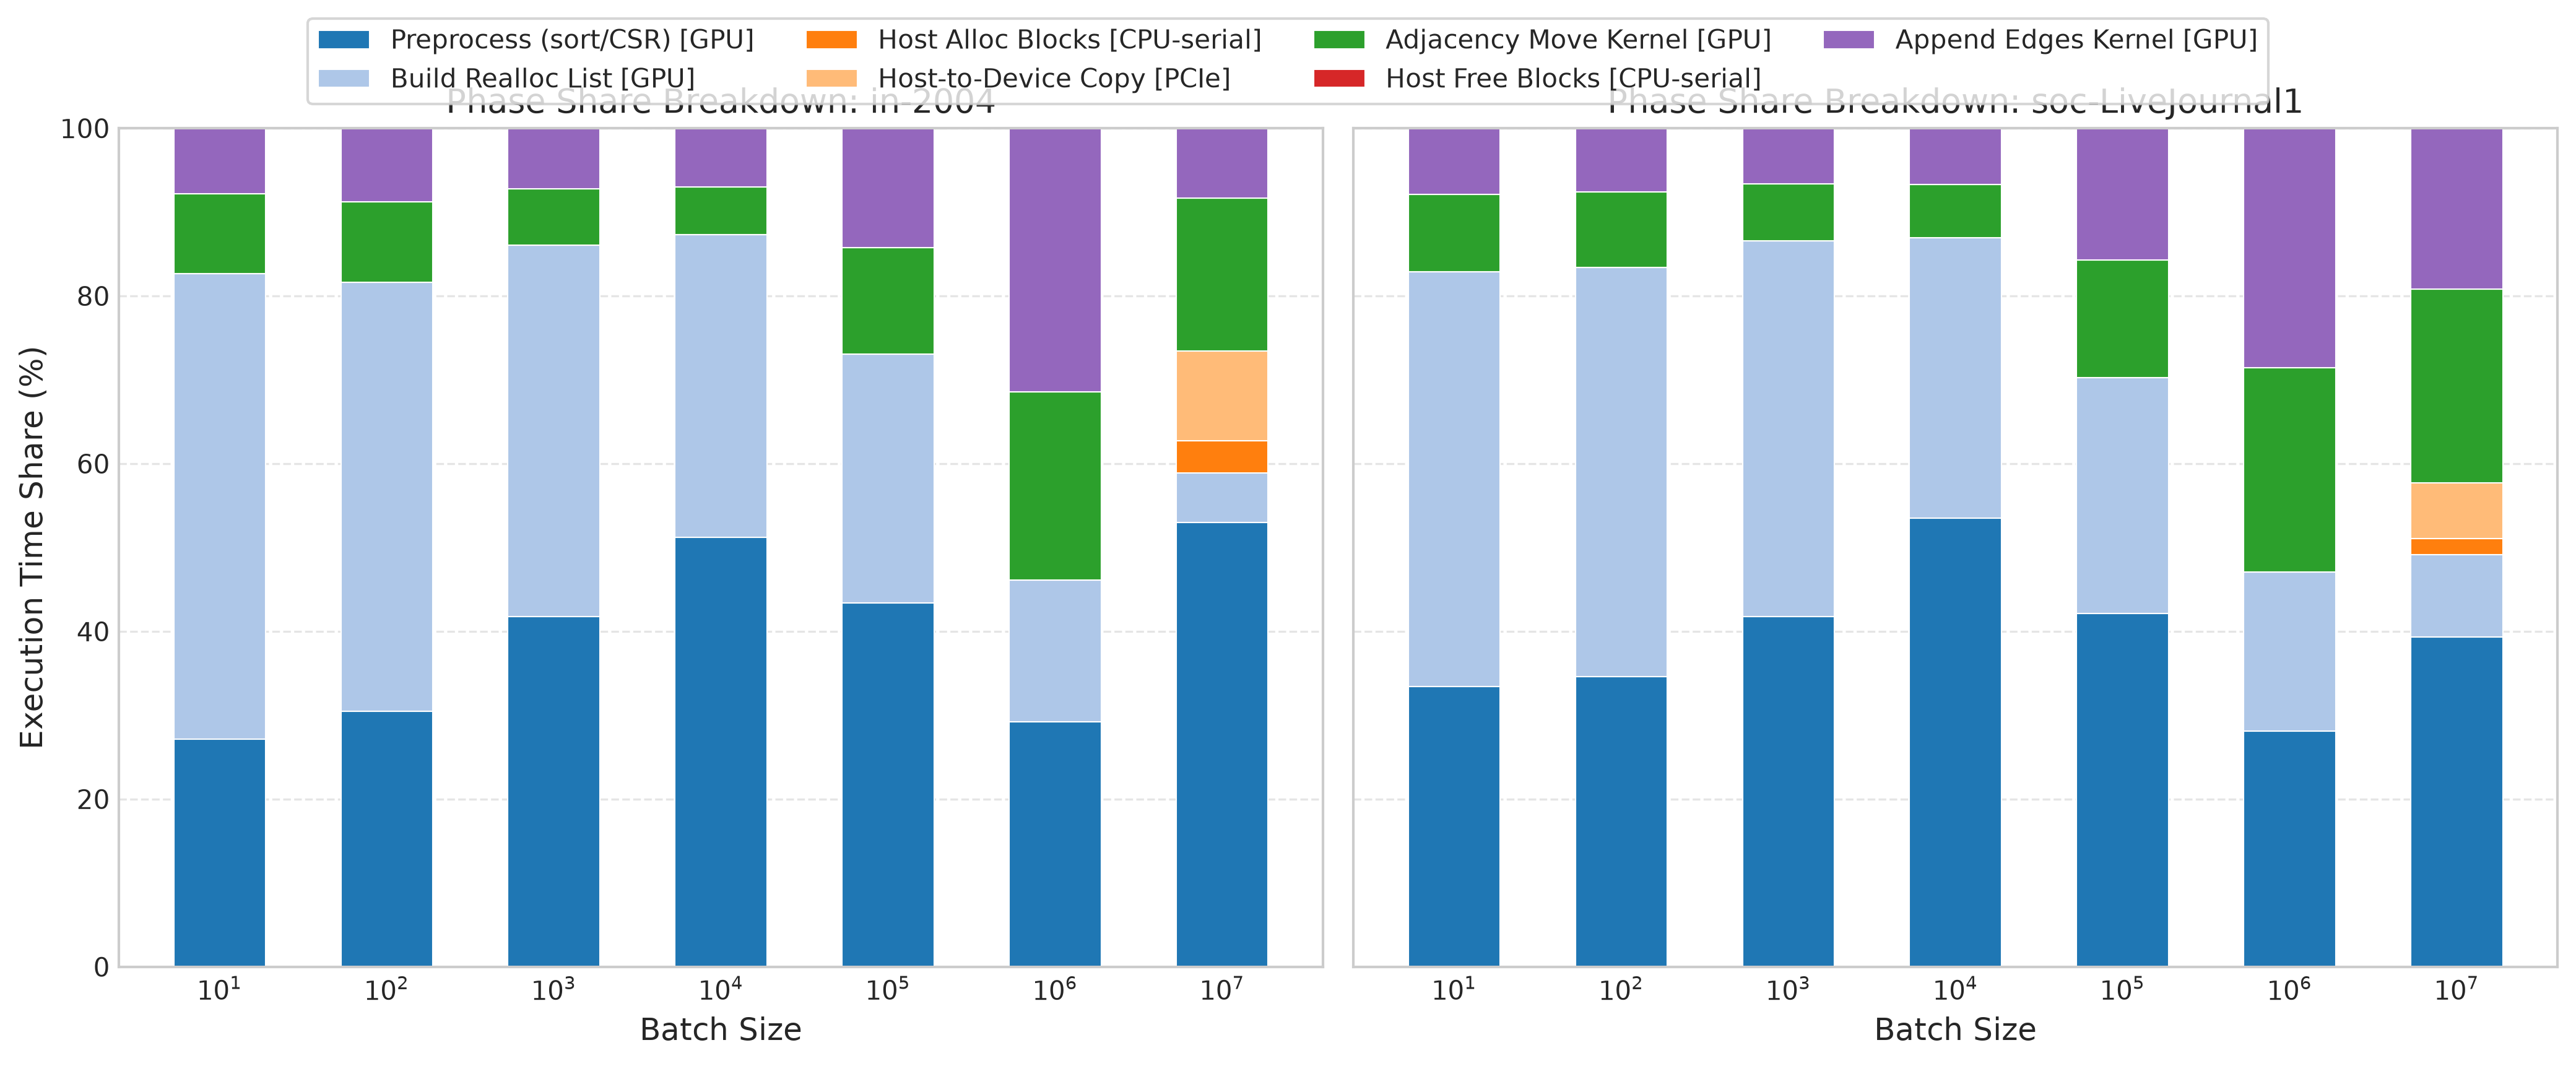 Preprocess (sort/CSR) [GPU] Host Alloc Blocks [CPU-serial] Adjacency Move Kernel [GPU] Append Edges Kernel [GPU]
Build Realloc List [GPU] Host-to-Device Copy [PCIe] Host Free Blocks [CPU-serial]
Phase Share Breakdown: in-2004
Phase Share Breakdown: soc-LiveJournal1
Execution Time Share (%)
100
80
60
40
20
0
10¹ 10² 10³ 10⁴ 10⁵ 10⁶ 10⁷
Batch Size
10¹ 10² 10³ 10⁴ 10⁵ 10⁶ 10⁷
Batch Size